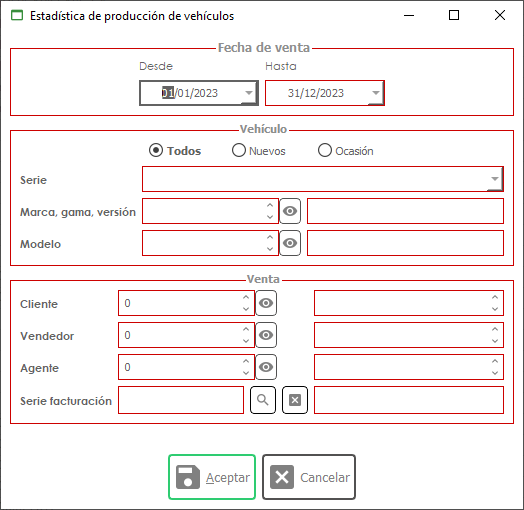 Estadística de producción de vehículos
Fecha de venta
Desde Hasta
01/01/2023 31/12/2023
Vehículo
Todos Nuevos Ocasión
Serie
Marca, gama, versión
Modelo
Venta
Cliente 0
Vendedor 0
Agente 0
Serie facturación
Aceptar Cancelar